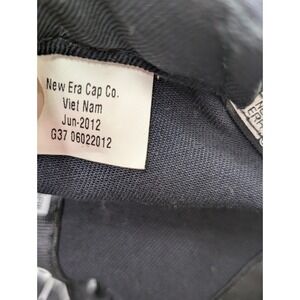 New Era Cap Co.
Viet Nam
Jun-2012
G37 06022012